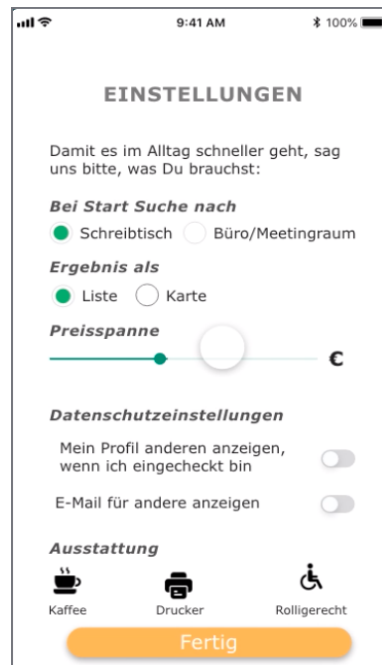 9:41 AM
100%
EINSTELLUNGEN
Damit es im Alltag schneller geht, sag
uns bitte, was Du brauchst:
Bei Start Suche nach
Schreibtisch Büro/Meetingraum
Ergebnis als
Liste Karte
Preisspanne
€
Datenschutzeinstellungen
Mein Profil anderen anzeigen,
wenn ich eingecheckt bin
E-Mail für andere anzeigen
Ausstattung
Kaffee Drucker Rolligerecht
Fertig